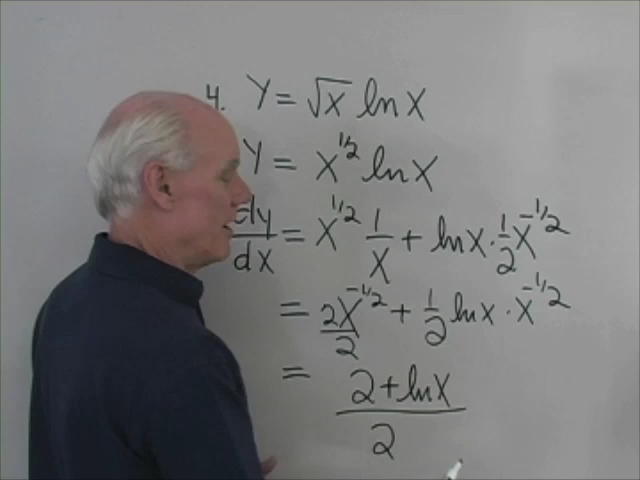 4. Y = √x ln x
Y = x^1/2 ln x
dy/dx = x^1/2 1/x + ln x · 1/2 x^-1/2
= 2x^-1/2/2 + 1/2 ln x · x^-1/2
= 2 + ln x/2